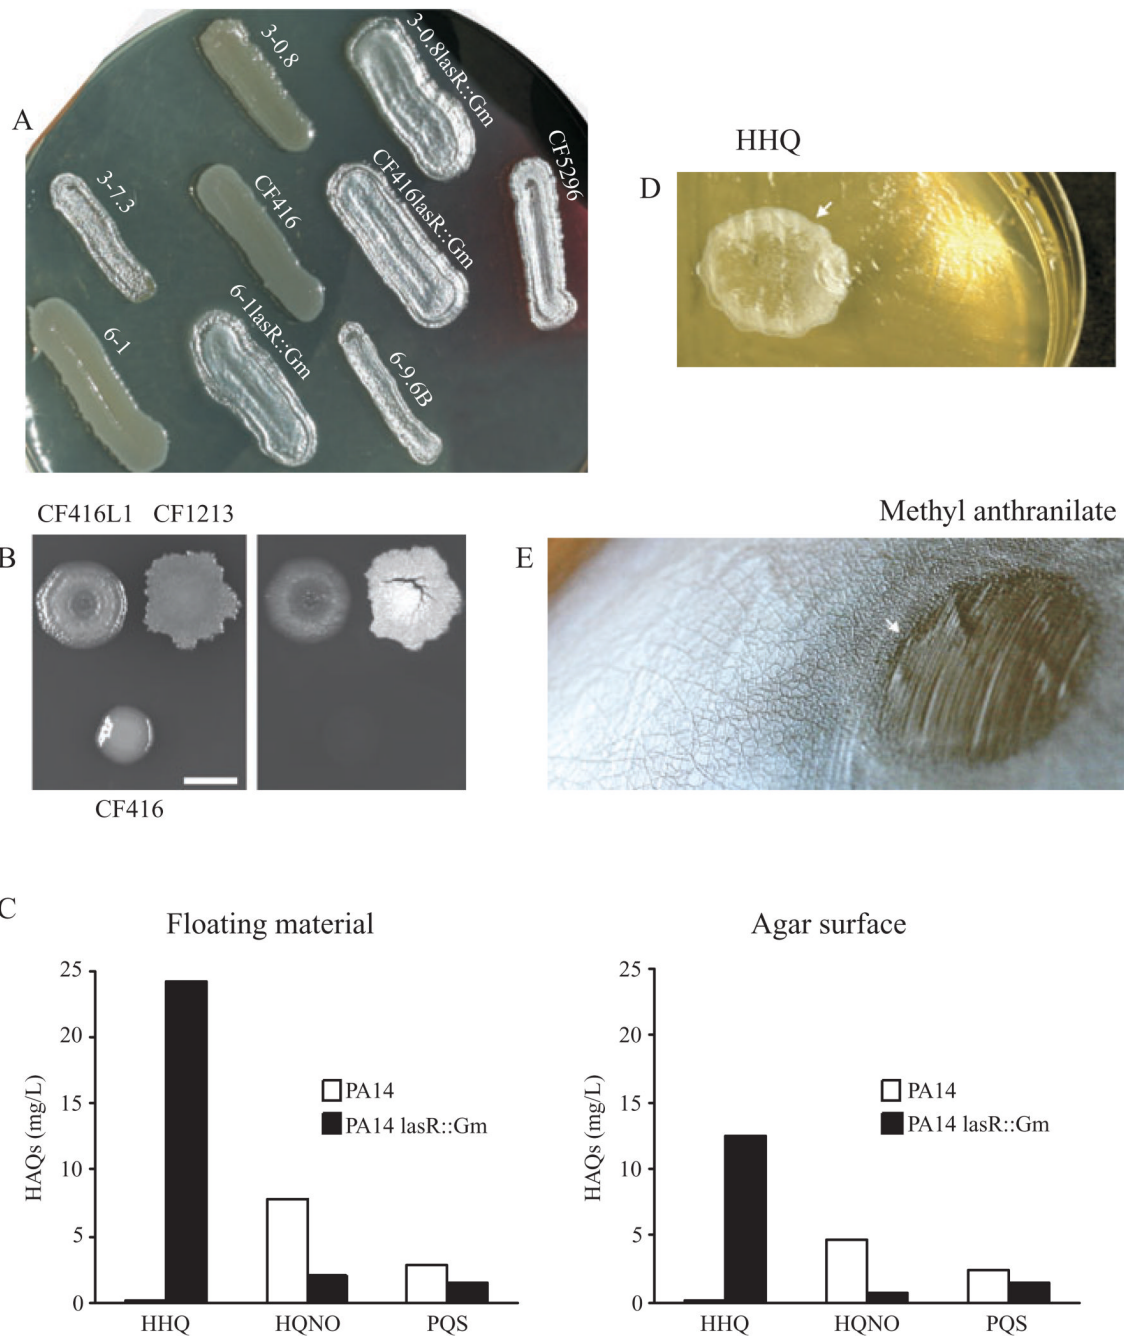 A
3-0.8
3-0.8lasR::Gm
3-7.3
CF416
CF416lasR::Gm
CF5296
6-1
6-1lasR::Gm
6-9.6B
HHQ
D
CF416L1 CF1213
B
CF416
Methyl anthranilate
E
C
Floating material
HAQs (mg/L)
25
20
15
10
5
0
PA14
PA14 lasR::Gm
HHQ HQNO PQS
Agar surface
HAQs (mg/L)
25
20
15
10
5
0
PA14
PA14 lasR::Gm
HHQ HQNO PQS